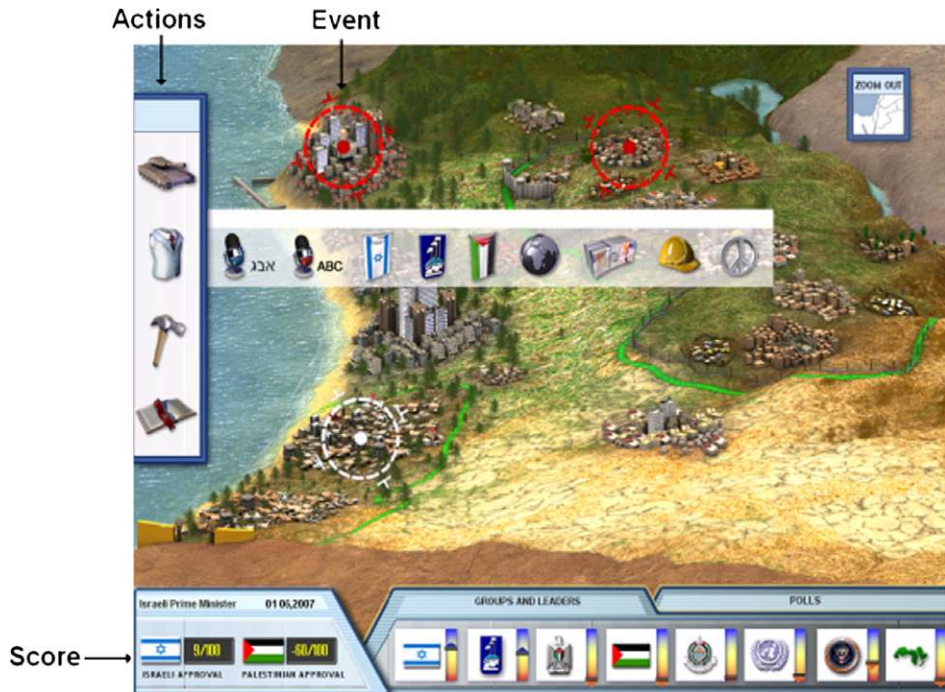 Actions
Event
ZOOM OUT
אבג
ABC
Israeli Prime Minister 01 06, 2007
GROUPS AND LEADERS
POLLS
Score
9/100
-60/100
ISRAELI APPROVAL
PALESTINIAN APPROVAL